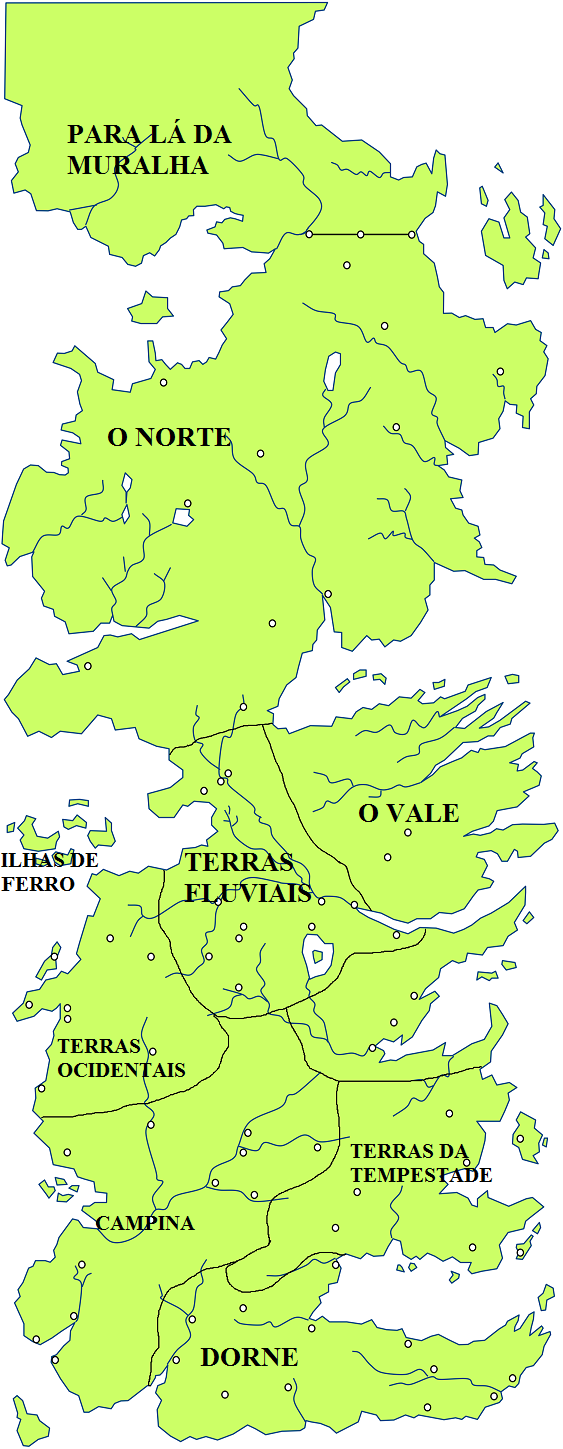 PARA LÁ DA
MURALHA
O NORTE
O VALE
ILHAS DE
FERRO
TERRAS
FLUVIAIS
TERRAS
OCIDENTAIS
TERRAS DA
TEMPESTADE
CAMPINA
DORNE